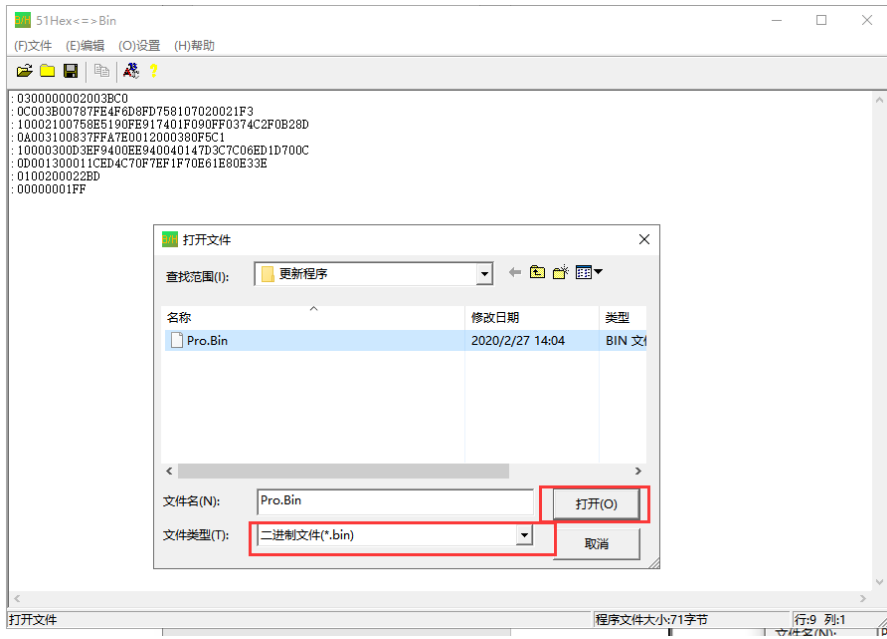 51Hex<=>Bin
(F)文件 (E)编辑 (O)设置 (H)帮助
:0300000002003BC0
:0C003B00787FE4F6D8FD758107020021F3
:10002100758E5190FE917401F090FF0374C2F0B28D
:0A003100837FFA7E0012000380F5C1
:10000300D3EF9400EE940040147D3C7C06ED1D700C
:0D001300011CED4C70F7EF1F70E61E80E33E
:0100200022BD
:00000001FF
打开文件
查找范围(I): 更新程序
名称 修改日期 类型
Pro.Bin 2020/2/27 14:04 BIN 文
文件名(N): Pro.Bin 打开(O)
文件类型(T): 二进制文件(*.bin) 取消
打开文件 程序文件大小:71字节 行:9 列:1
文件名(N):